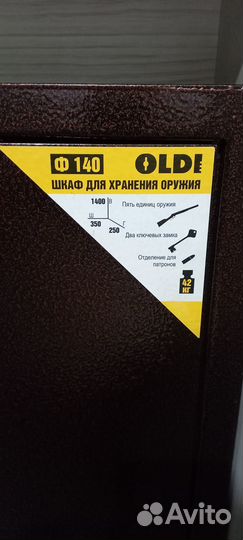 Ф 140 OLDI
ШКАФ ДЛЯ ХРАНЕНИЯ ОРУЖИЯ
1400 В
Ш 350
Г 250
Пять единиц оружия
Два ключевых замка
Отделение для
патронов
42
КГ
Avito